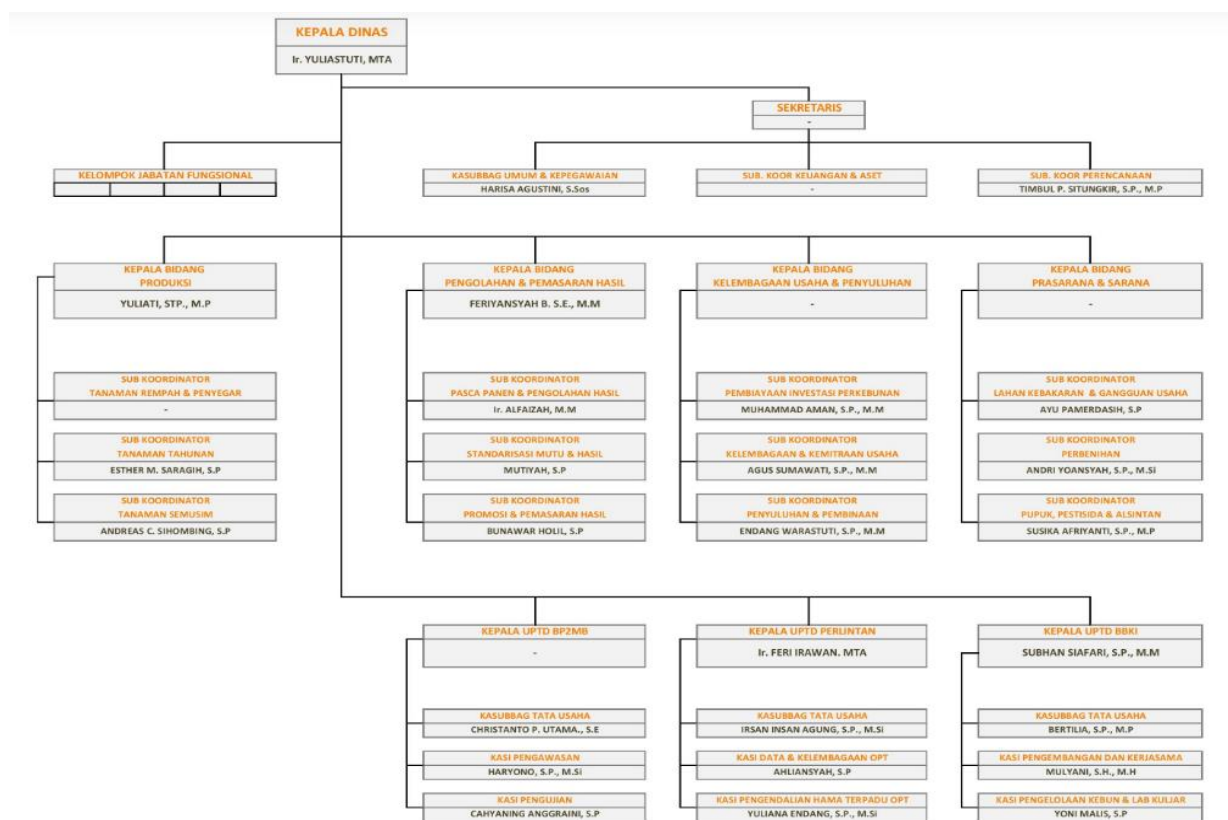 KEPALA DINAS
Ir. YULIASTUTI, MTA
SEKRETARIS
-
KELOMPOK JABATAN FUNGSIONAL
KASUBBAG UMUM & KEPEGAWAIAN
HARISA AGUSTINI, S.Sos
SUB. KOOR KEUANGAN & ASET
-
SUB. KOOR PERENCANAAN
TIMBUL P. SITUNGKIR, S.P., M.P
KEPALA BIDANG
PRODUKSI
YULIATI, STP., M.P
KEPALA BIDANG
PENGOLAHAN & PEMASARAN HASIL
FERIYANSYAH B. S.E., M.M
KEPALA BIDANG
KELEMBAGAAN USAHA & PENYULUHAN
-
KEPALA BIDANG
PRASARANA & SARANA
-
SUB KOORDINATOR
TANAMAN REMPAH & PENYEGAR
-
SUB KOORDINATOR
PASCA PANEN & PENGOLAHAN HASIL
Ir. ALFAIZAH, M.M
SUB KOORDINATOR
PEMBIAYAAN INVESTASI PERKEBUNAN
MUHAMMAD AMAN, S.P., M.M
SUB KOORDINATOR
LAHAN KEBAKARAN & GANGGUAN USAHA
AYU PAMERDASIH, S.P
SUB KOORDINATOR
TANAMAN TAHUNAN
ESTHER M. SARAGIH, S.P
SUB KOORDINATOR
STANDARISASI MUTU & HASIL
MUTIYAH, S.P
SUB KOORDINATOR
KELEMBAGAAN & KEMITRAAN USAHA
AGUS SUMAWATI, S.P., M.M
SUB KOORDINATOR
PERBENIHAN
ANDRI YOANSYAH, S.P., M.Si
SUB KOORDINATOR
TANAMAN SEMUSIM
ANDREAS C. SIHOMBING, S.P
SUB KOORDINATOR
PROMOSI & PEMASARAN HASIL
BUNAWAR HOLIL, S.P
SUB KOORDINATOR
PENYULUHAN & PEMBINAAN
ENDANG WARASTUTI, S.P., M.M
SUB KOORDINATOR
PUPUK, PESTISIDA & ALSINTAN
SUSIKA AFRIYANTI, S.P., M.P
KEPALA UPTD BP2MB
-
KEPALA UPTD PERLINTAN
Ir. FERI IRAWAN. MTA
KEPALA UPTD BBKI
SUBHAN SIAFARI, S.P., M.M
KASUBBAG TATA USAHA
CHRISTANTO P. UTAMA., S.E
KASUBBAG TATA USAHA
IRSAN INSAN AGUNG, S.P., M.Si
KASUBBAG TATA USAHA
BERTILIA, S.P., M.P
KASI PENGAWASAN
HARYONO, S.P., M.Si
KASI DATA & KELEMBAGAAN OPT
AHLIANSYAH, S.P
KASI PENGEMBANGAN DAN KERJASAMA
MULYANI, S.H., M.H
KASI PENGUJIAN
CAHYANING ANGGRAINI, S.P
KASI PENGENDALIAN HAMA TERPADU OPT
YULIANA ENDANG, S.P., M.Si
KASI PENGELOLAAN KEBUN & LAB KULJAR
YONI MALIS, S.P